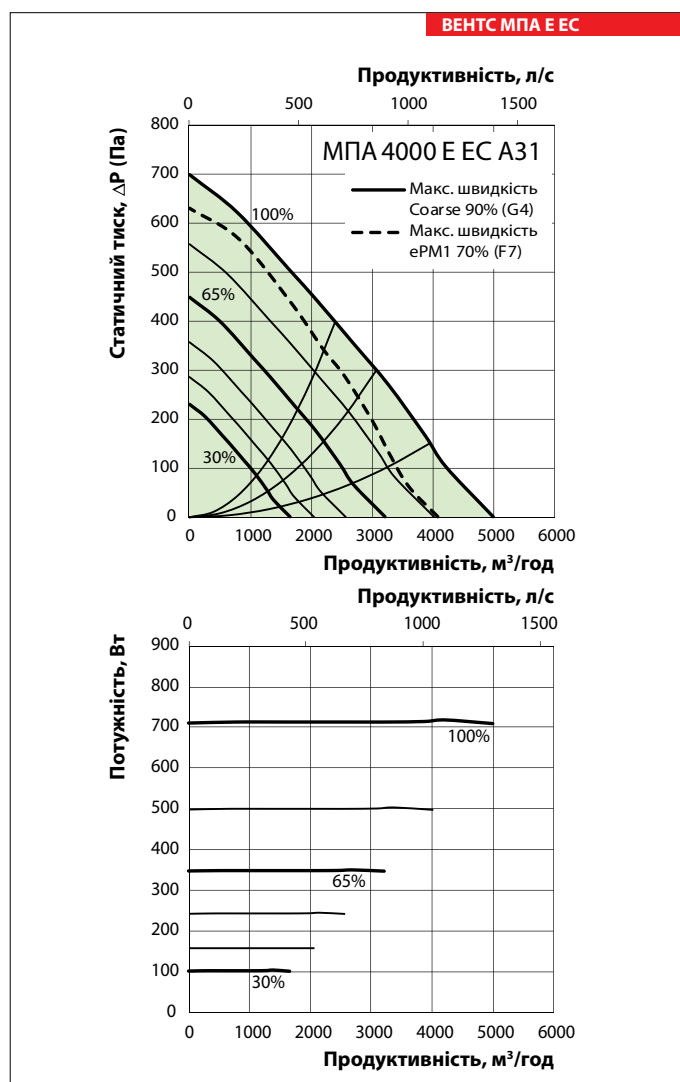 ВЕНТС МПА Е ЕС
Продуктивність, л/с
0 500 1000 1500
Статичний тиск, ΔP (Па)
800
700
600
500
400
300
200
100
0
МПА 4000 Е ЕС А31
Макс. швидкість
Coarse 90% (G4)
Макс. швидкість
ePM1 70% (F7)
100%
65%
30%
0 1000 2000 3000 4000 5000 6000
Продуктивність, м³/год
Продуктивність, л/с
0 500 1000 1500
Потужність, Вт
900
800
700
600
500
400
300
200
100
0
100%
65%
30%
0 1000 2000 3000 4000 5000 6000
Продуктивність, м³/год